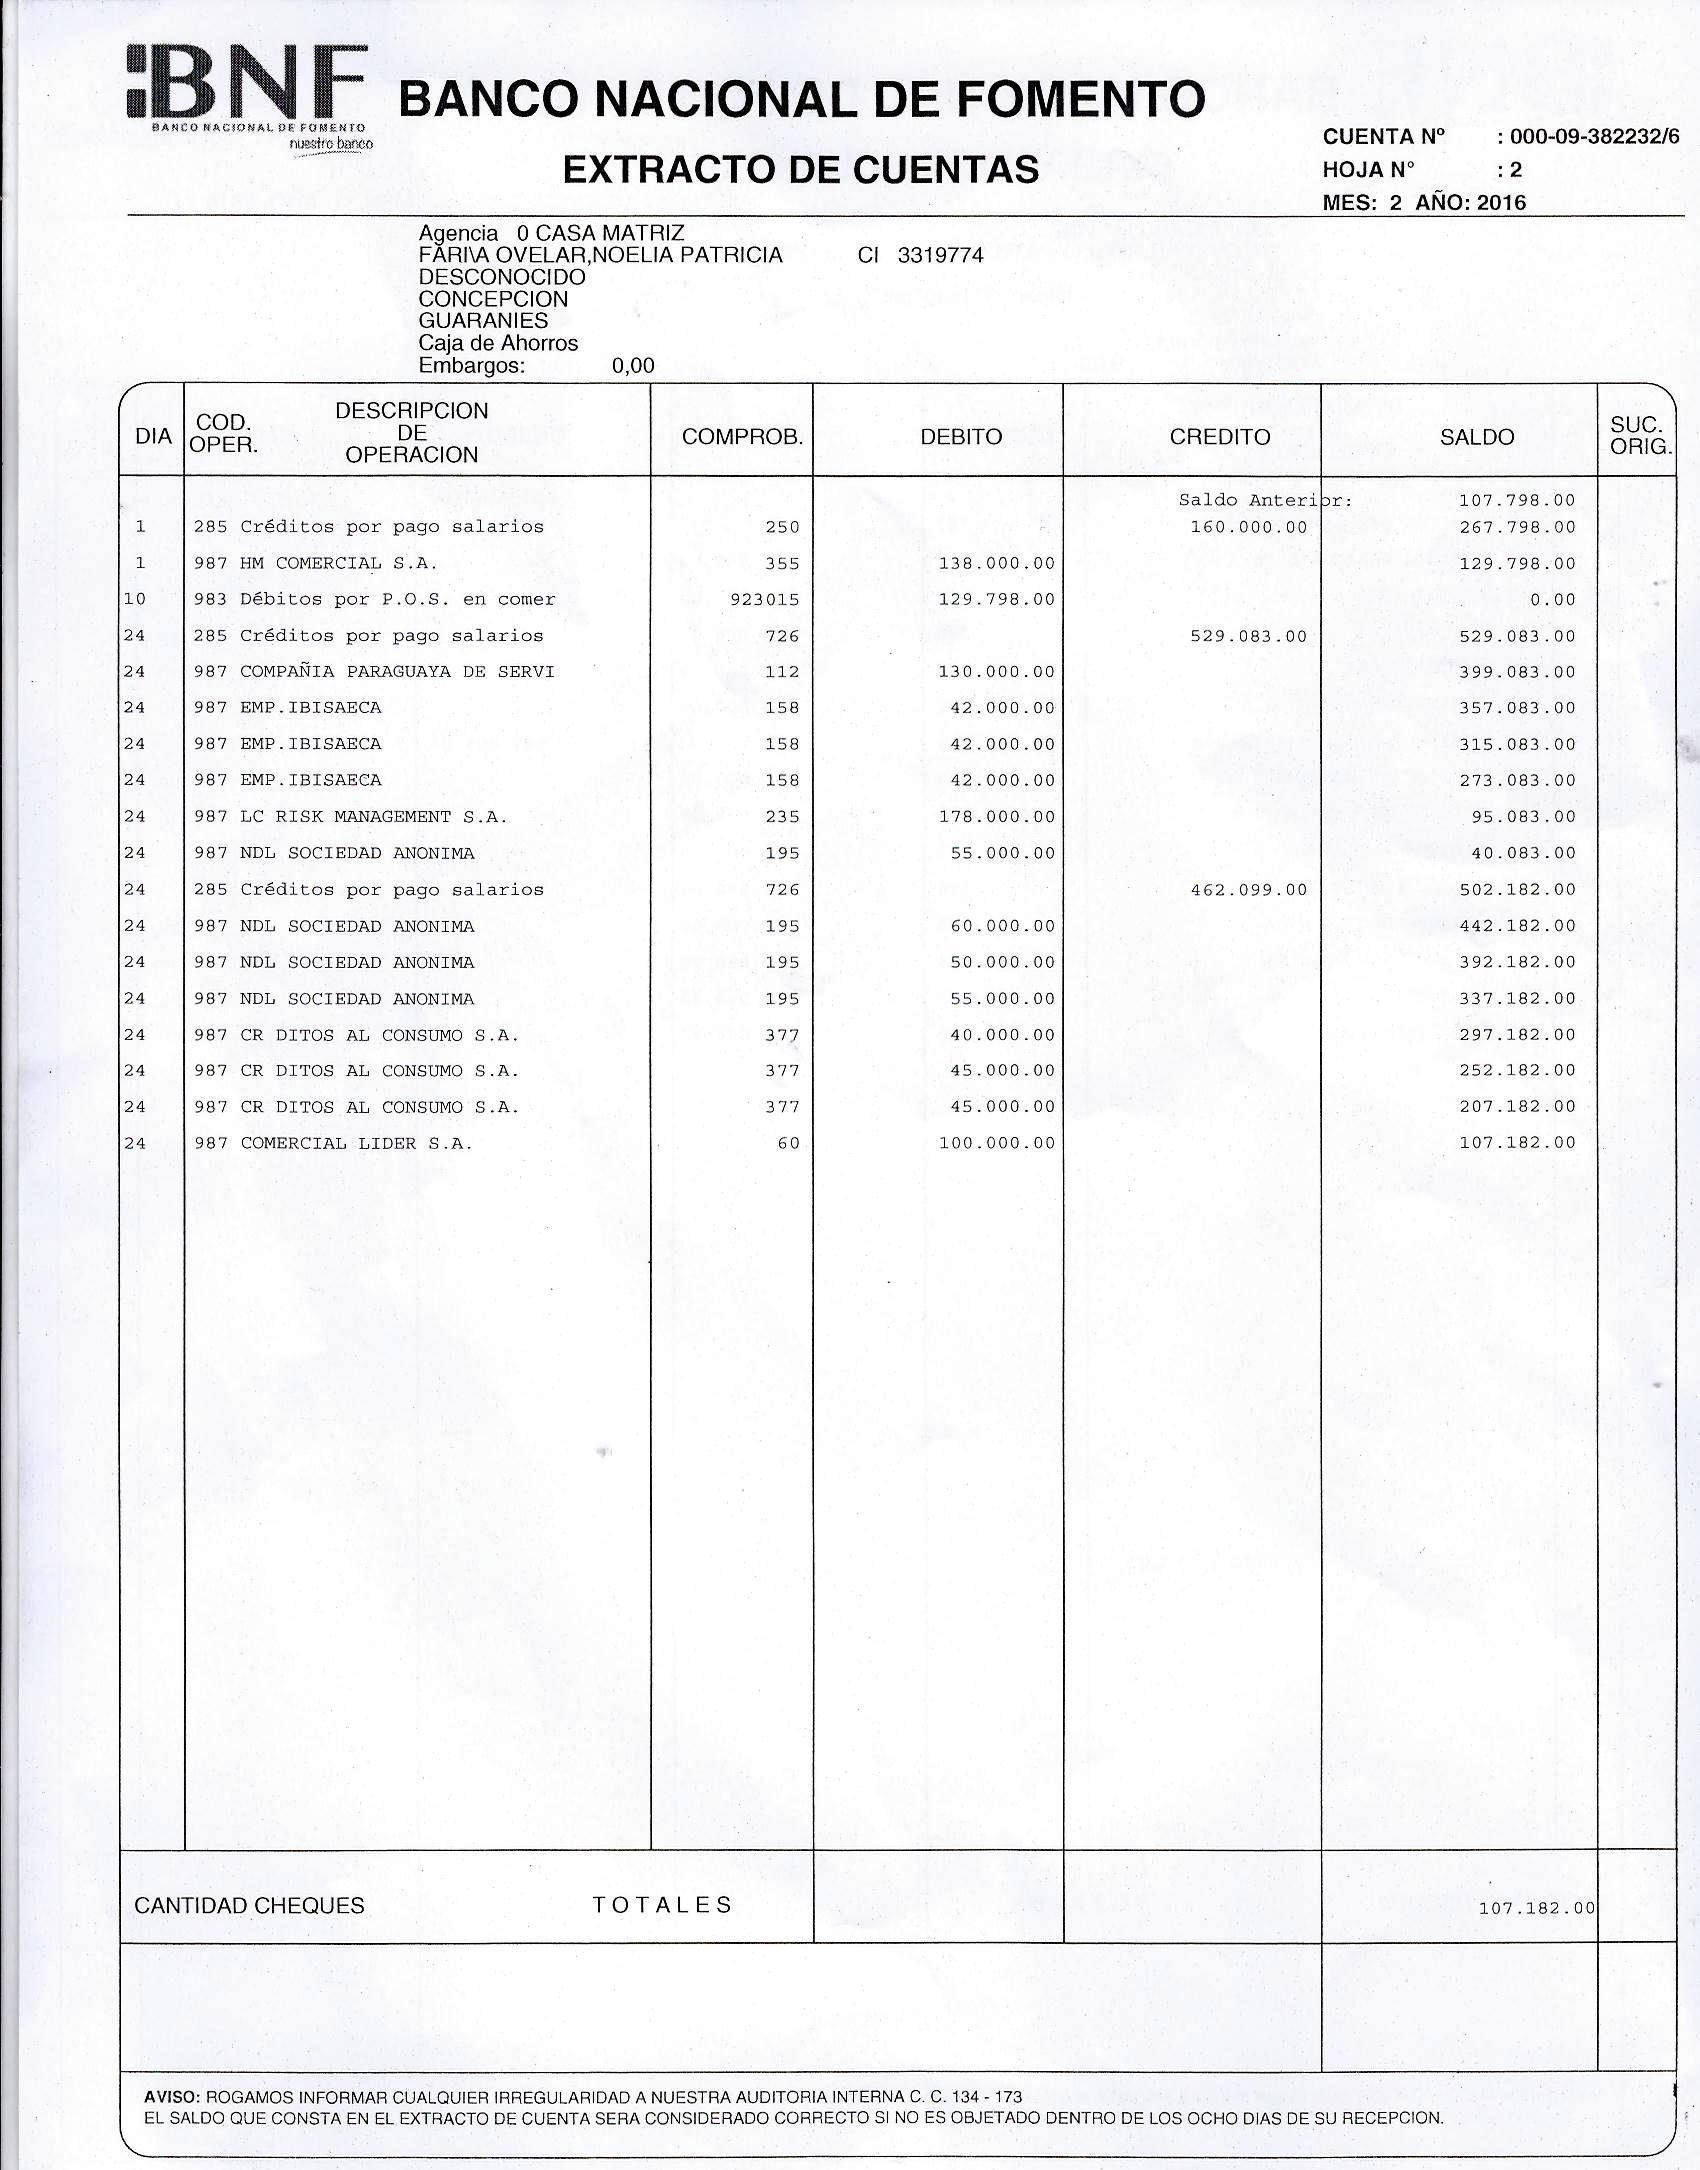 BNF
BANCO NACIONAL DE FOMENTO
nuestro banco
BANCO NACIONAL DE FOMENTO
EXTRACTO DE CUENTAS
CUENTA Nº : 000-09-382232/6
HOJA Nº : 2
MES: 2 AÑO: 2016
Agencia 0 CASA MATRIZ
FARI\A OVELAR,NOELIA PATRICIA CI 3319774
DESCONOCIDO
CONCEPCION
GUARANIES
Caja de Ahorros
Embargos: 0,00
DIA COD. OPER. DESCRIPCION DE OPERACION COMPROB. DEBITO CREDITO SALDO SUC. ORIG.
Saldo Anterior: 107.798.00
1 285 Créditos por pago salarios 250 160.000.00 267.798.00
1 987 HM COMERCIAL S.A. 355 138.000.00 129.798.00
10 983 Débitos por P.O.S. en comer 923015 129.798.00 0.00
24 285 Créditos por pago salarios 726 529.083.00 529.083.00
24 987 COMPAÑIA PARAGUAYA DE SERVI 112 130.000.00 399.083.00
24 987 EMP.IBISAECA 158 42.000.00 357.083.00
24 987 EMP.IBISAECA 158 42.000.00 315.083.00
24 987 EMP.IBISAECA 158 42.000.00 273.083.00
24 987 LC RISK MANAGEMENT S.A. 235 178.000.00 95.083.00
24 987 NDL SOCIEDAD ANONIMA 195 55.000.00 40.083.00
24 285 Créditos por pago salarios 726 462.099.00 502.182.00
24 987 NDL SOCIEDAD ANONIMA 195 60.000.00 442.182.00
24 987 NDL SOCIEDAD ANONIMA 195 50.000.00 392.182.00
24 987 NDL SOCIEDAD ANONIMA 195 55.000.00 337.182.00
24 987 CR DITOS AL CONSUMO S.A. 377 40.000.00 297.182.00
24 987 CR DITOS AL CONSUMO S.A. 377 45.000.00 252.182.00
24 987 CR DITOS AL CONSUMO S.A. 377 45.000.00 207.182.00
24 987 COMERCIAL LIDER S.A. 60 100.000.00 107.182.00
CANTIDAD CHEQUES TOTALES 107.182.00
AVISO: ROGAMOS INFORMAR CUALQUIER IRREGULARIDAD A NUESTRA AUDITORIA INTERNA C. C. 134 - 173
EL SALDO QUE CONSTA EN EL EXTRACTO DE CUENTA SERA CONSIDERADO CORRECTO SI NO ES OBJETADO DENTRO DE LOS OCHO DIAS DE SU RECEPCION.